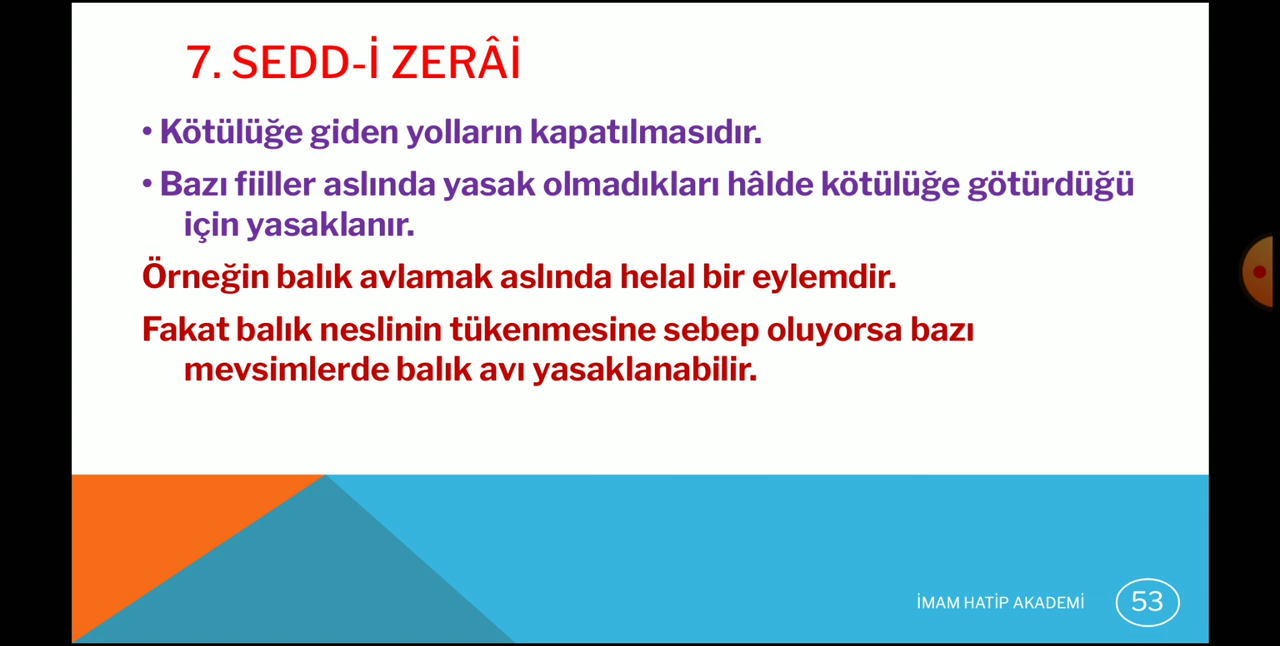 7. SEDD-İ ZERÂİ
• Kötülüğe giden yolların kapatılmasıdır.
• Bazı fiiller aslında yasak olmadıkları hâlde kötülüğe götürdüğü
için yasaklanır.
Örneğin balık avlamak aslında helal bir eylemdir.
Fakat balık neslinin tükenmesine sebep oluyorsa bazı
mevsimlerde balık avı yasaklanabilir.
İMAM HATİP AKADEMİ
53